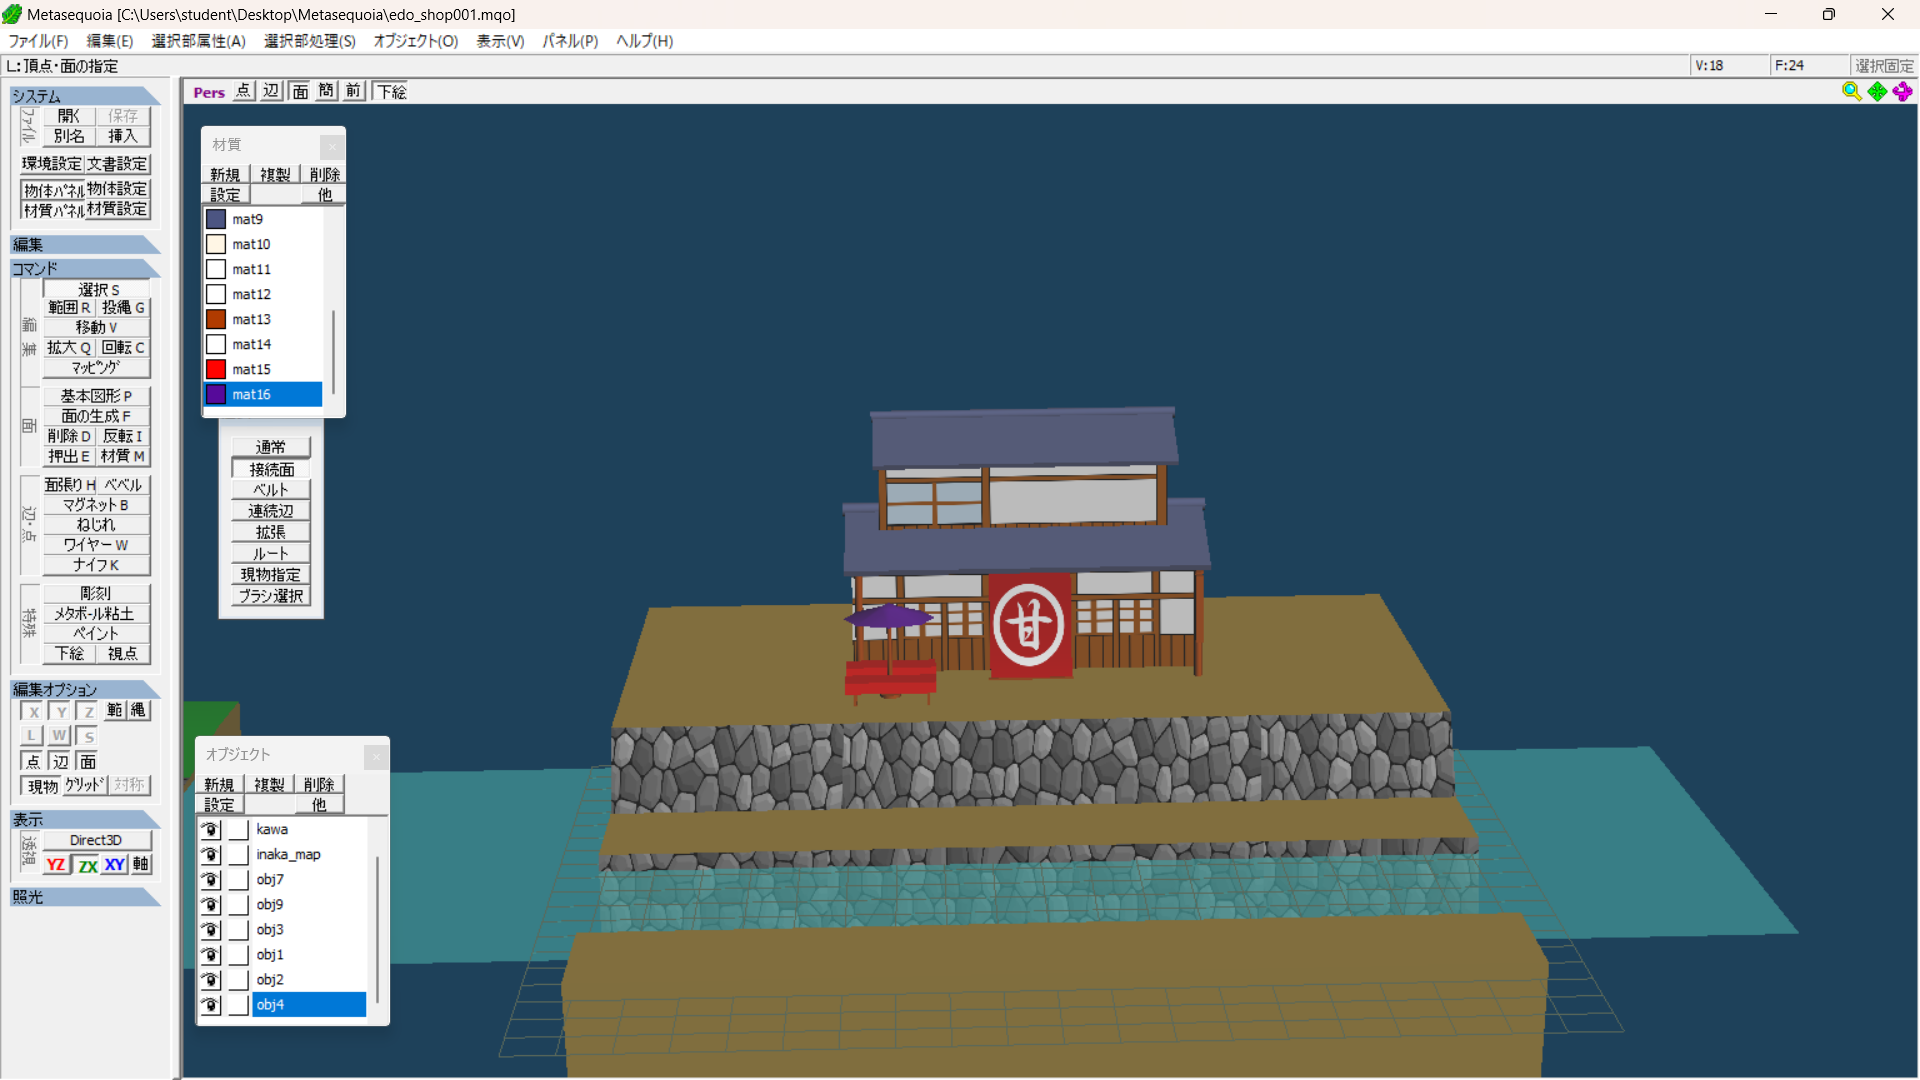 Metasequoia [C:\Users\student\Desktop\Metasequoia\edo_shop001.mqo]
ファイル(F) 編集(E) 選択部属性(A) 選択部処理(S) オブジェクト(O) 表示(V) パネル(P) ヘルプ(H)
L:頂点・面の指定
V:18
F:24
選択固定
システム
ファイル
開く 保存
別名 挿入
環境設定 文書設定
物体パネル 物体設定
材質パネル 材質設定
編集
コマンド
編集
選択 S
範囲 R 投縄 G
移動 V
拡大 Q 回転 C
マッピング
面
基本図形 P
面の生成 F
削除 D 反転 I
押出 E 材質 M
辺・点
面張り H ベベル
マグネット B
ねじれ
ワイヤー W
ナイフ K
特殊
彫刻
メタボール粘土
ペイント
下絵 視点
編集オプション
X Y Z 範 縄
L W S
点 辺 面
現物 グリッド 対称
表示
透視
Direct3D
YZ ZX XY 軸
照光
Pers 点 辺 面 簡 前 下絵
材質
新規 複製 削除
設定 他
mat9
mat10
mat11
mat12
mat13
mat14
mat15
mat16
通常
接続面
ベルト
連続辺
拡張
ルート
現物指定
ブラシ選択
甘
オブジェクト
新規 複製 削除
設定 他
kawa
inaka_map
obj7
obj9
obj3
obj1
obj2
obj4